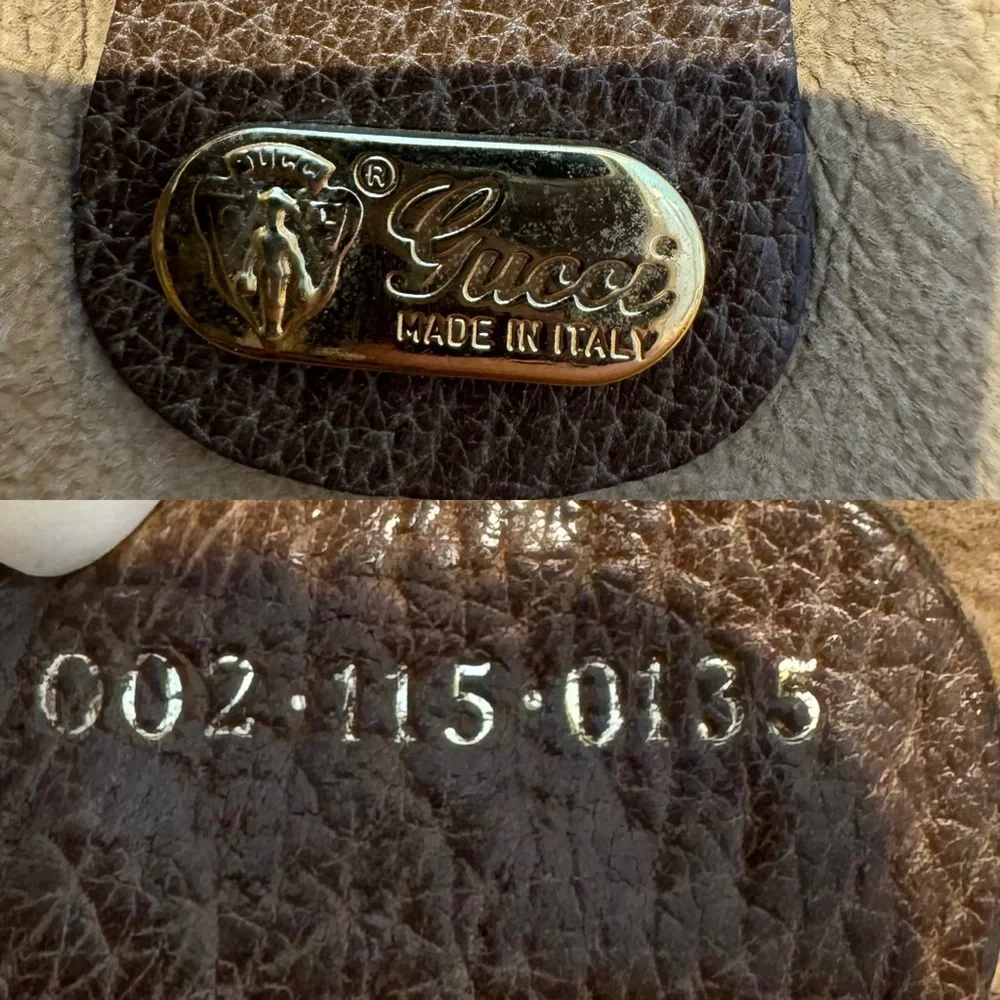 GUCCI
® Gucci
MADE IN ITALY
002·115·0135